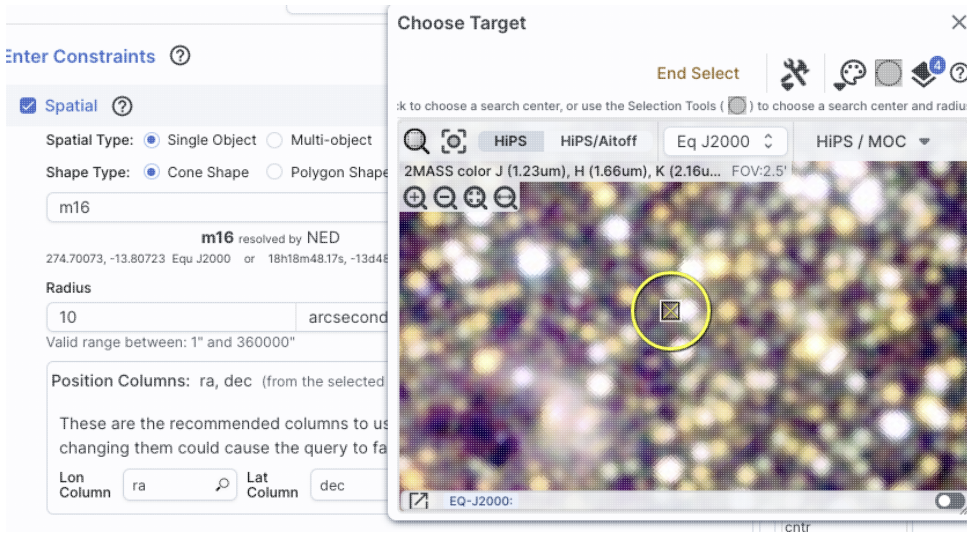 Choose Target
Enter Constraints
End Select
4
Spatial
k to choose a search center, or use the Selection Tools ( ) to choose a search center and radiu
Spatial Type: Single Object Multi-object
HiPS HiPS/Aitoff Eq J2000 HiPS / MOC
Shape Type: Cone Shape Polygon Shape
2MASS color J (1.23um), H (1.66um), K (2.16u... FOV:2.5'
m16
m16 resolved by NED
274.70073, -13.80723 Equ J2000 or 18h18m48.17s, -13d48
Radius
10 arcsecond
Valid range between: 1" and 360000"
Position Columns: ra, dec (from the selected
These are the recommended columns to us
changing them could cause the query to fa
Lon Column ra Lat Column dec
EQ-J2000:
cntr